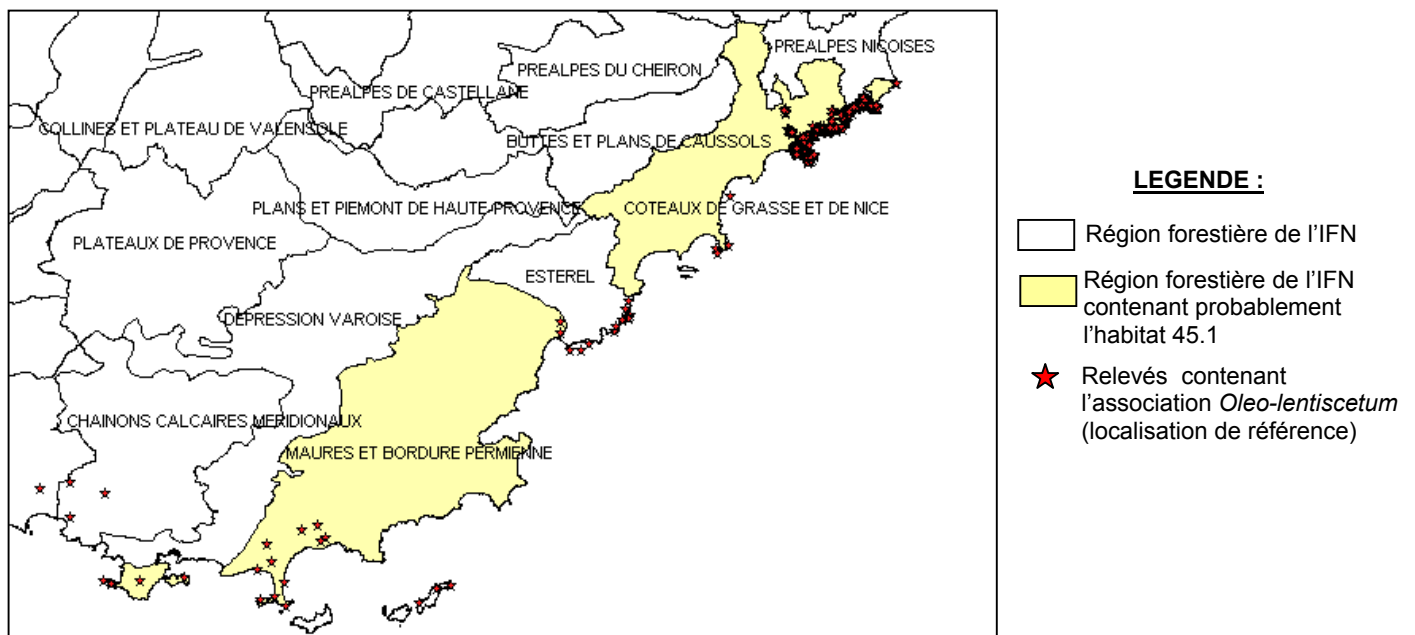 PREALPES NICOISES
PREALPES DU CHEIRON
PREALPES DE CASTELLANE
COLLINES ET PLATEAU DE VALENSOLE
BUTTES ET PLANS DE CAUSSOLS
PLANS ET PIEMONT DE HAUTE PROVENCE
COTEAUX DE GRASSE ET DE NICE
PLATEAUX DE PROVENCE
ESTEREL
DEPRESSION VAROISE
CHAINONS CALCAIRES MERIDIONAUX
MAURES ET BORDURE PERMIENNE
LEGENDE :
Région forestière de l'IFN
Région forestière de l'IFN
contenant probablement
l'habitat 45.1
Relevés contenant
l'association Oleo-lentiscetum
(localisation de référence)